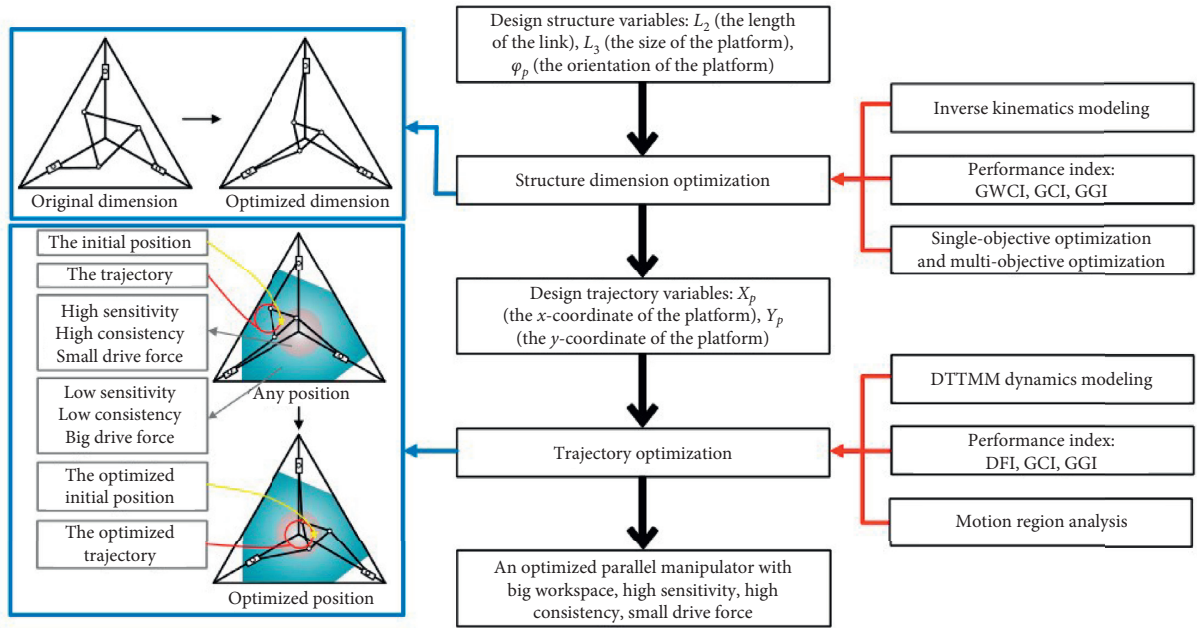 Original dimension
Optimized dimension
The initial position
The trajectory
High sensitivity
High consistency
Small drive force
Low sensitivity
Low consistency
Big drive force
The optimized
initial position
The optimized
trajectory
Any position
Optimized position
Design structure variables: L₂ (the length
of the link), L₃ (the size of the platform),
φₚ (the orientation of the platform)
Structure dimension optimization
Design trajectory variables: Xₚ
(the x-coordinate of the platform), Yₚ
(the y-coordinate of the platform)
Trajectory optimization
An optimized parallel manipulator with
big workspace, high sensitivity, high
consistency, small drive force
Inverse kinematics modeling
Performance index:
GWCI, GCI, GGI
Single-objective optimization
and multi-objective optimization
DTTMM dynamics modeling
Performance index:
DFI, GCI, GGI
Motion region analysis